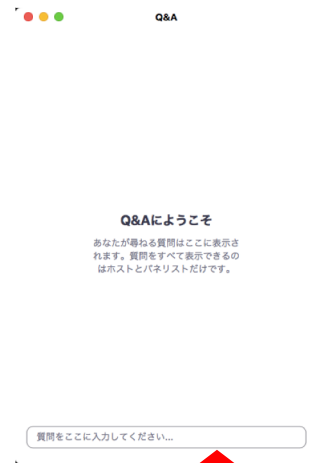 Q&A
Q&Aにようこそ
あなたが尋ねる質問はここに表示さ
れます。質問をすべて表示できるの
はホストとパネリストだけです。
質問をここに入力してください...